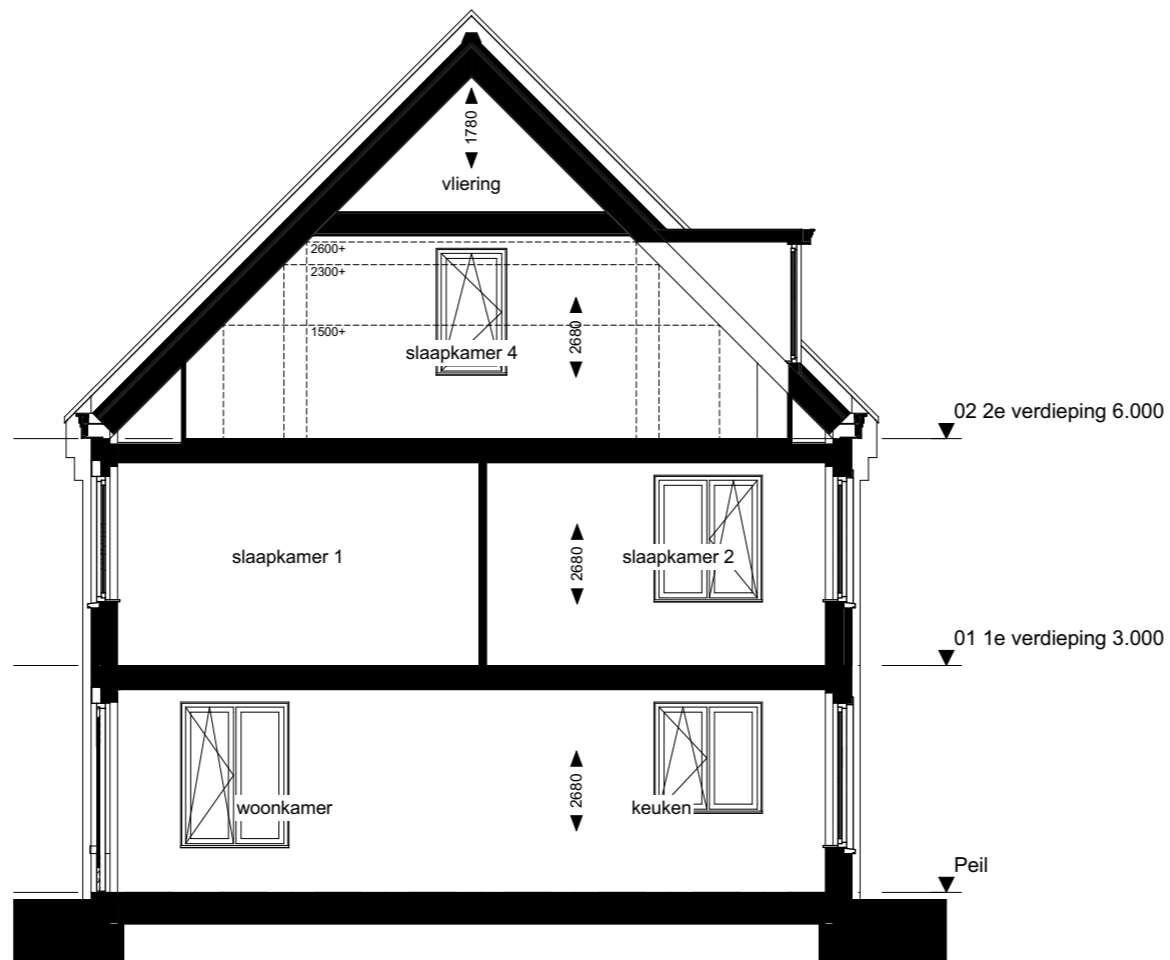 1780
vliering
2600+
2300+
1500+
slaapkamer 4
2680
02 2e verdieping 6.000
slaapkamer 1
2680
slaapkamer 2
01 1e verdieping 3.000
woonkamer
2680
keuken
Peil